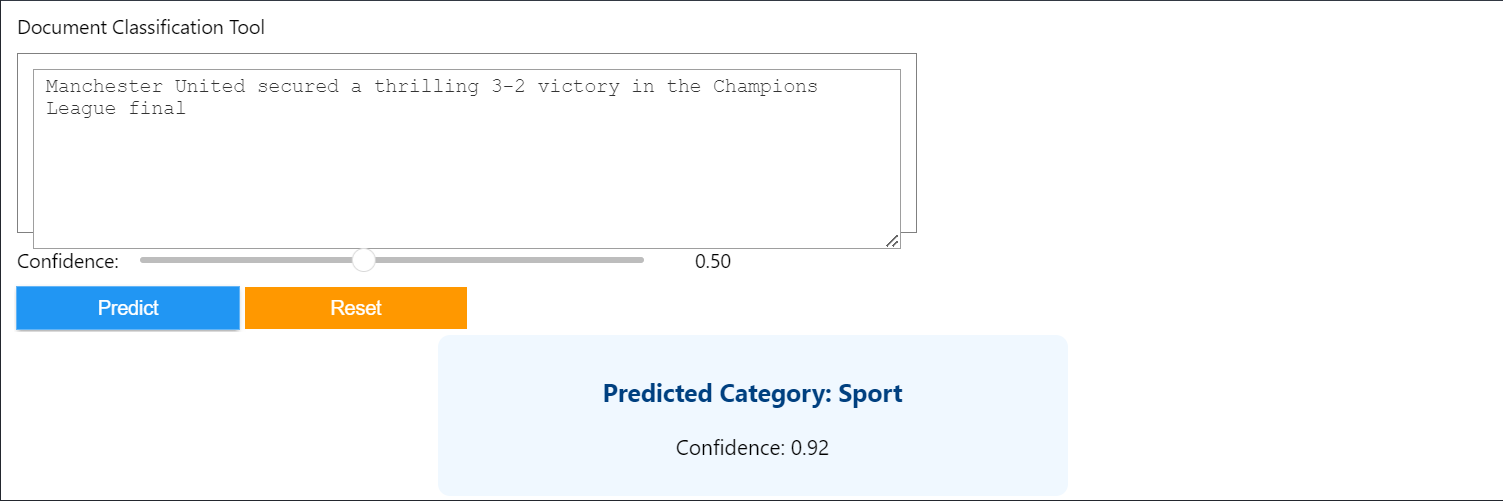 Document Classification Tool
Manchester United secured a thrilling 3-2 victory in the Champions
League final
Confidence: 0.50
Predict Reset
Predicted Category: Sport
Confidence: 0.92